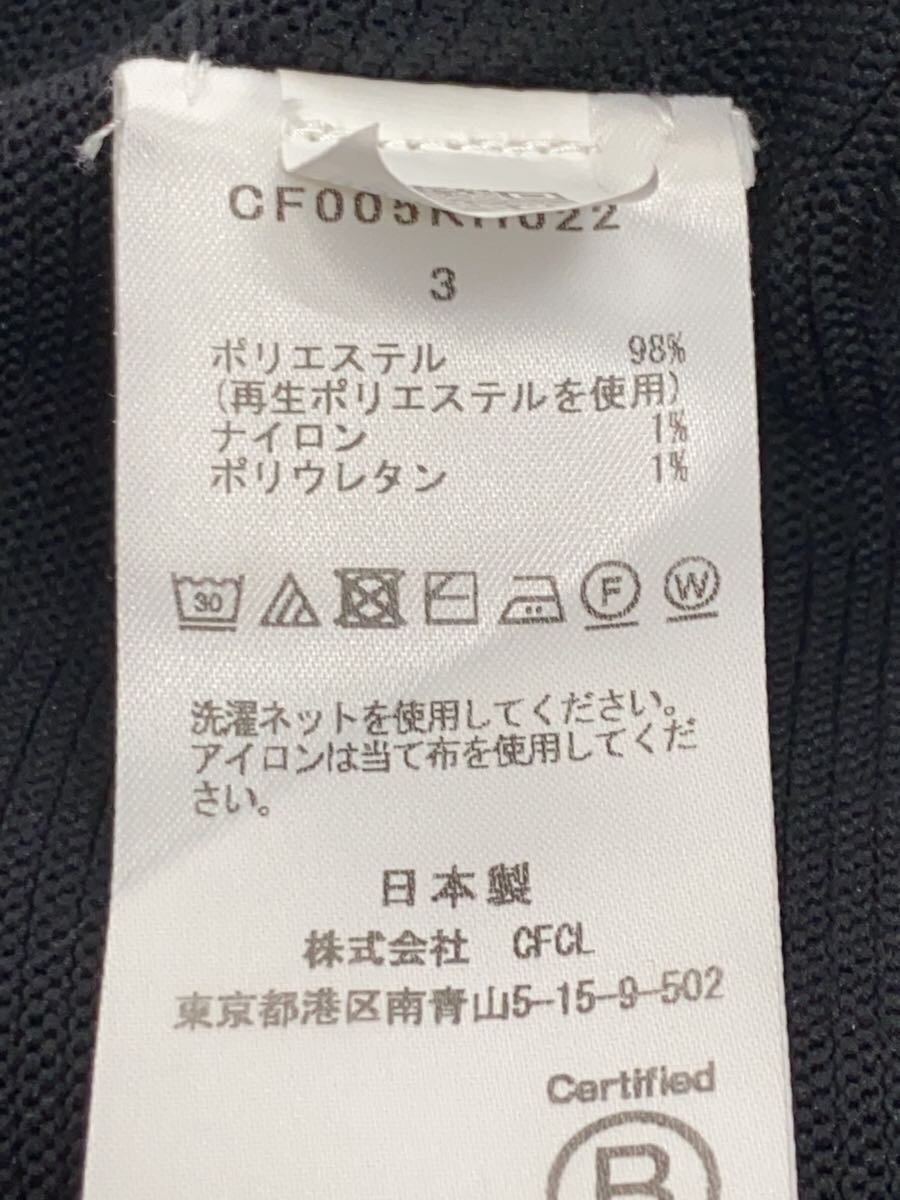 3
ポリエステル 98%
(再生ポリエステルを使用)
ナイロン 1%
ポリウレタン 1%
30 F W
洗濯ネットを使用してください。
アイロンは当て布を使用してくだ
さい。
日本製
株式会社 CFCL
東京都港区南青山5-15-9-502
Certified
B